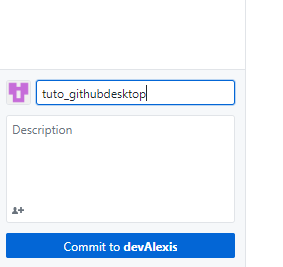 tuto_githubdesktop
Description
Commit to devAlexis